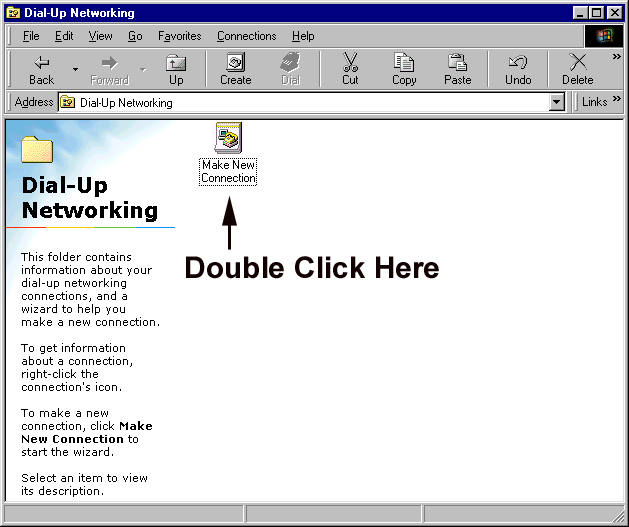 Dial-Up Networking
File Edit View Go Favorites Connections Help
Back Forward Up Create Dial Cut Copy Paste Undo Delete »
Address Dial-Up Networking Links »
Make New
Connection
Double Click Here
Dial-Up
Networking
This folder contains
information about your
dial-up networking
connections, and a
wizard to help you
make a new connection.
To get information
about a connection,
right-click the
connection's icon.
To make a new
connection, click Make
New Connection to
start the wizard.
Select an item to view
its description.